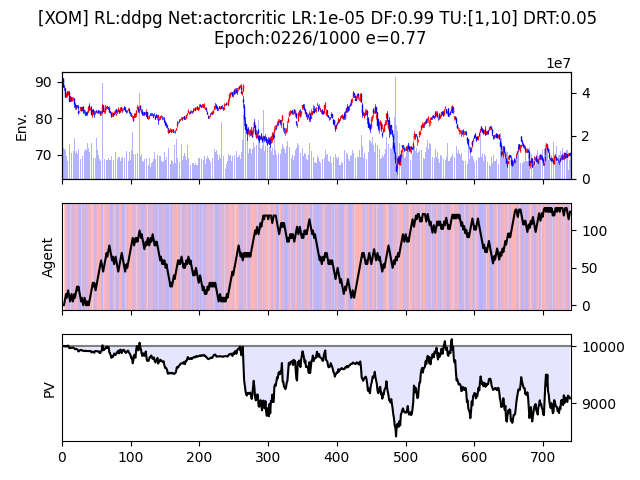 [XOM] RL:ddpg Net:actorcritic LR:1e-05 DF:0.99 TU:[1,10] DRT:0.05
Epoch:0226/1000 e=0.77
1e7
90
80
70
Env.
4
2
0
Agent
100
50
0
PV
10000
9000
0 100 200 300 400 500 600 700